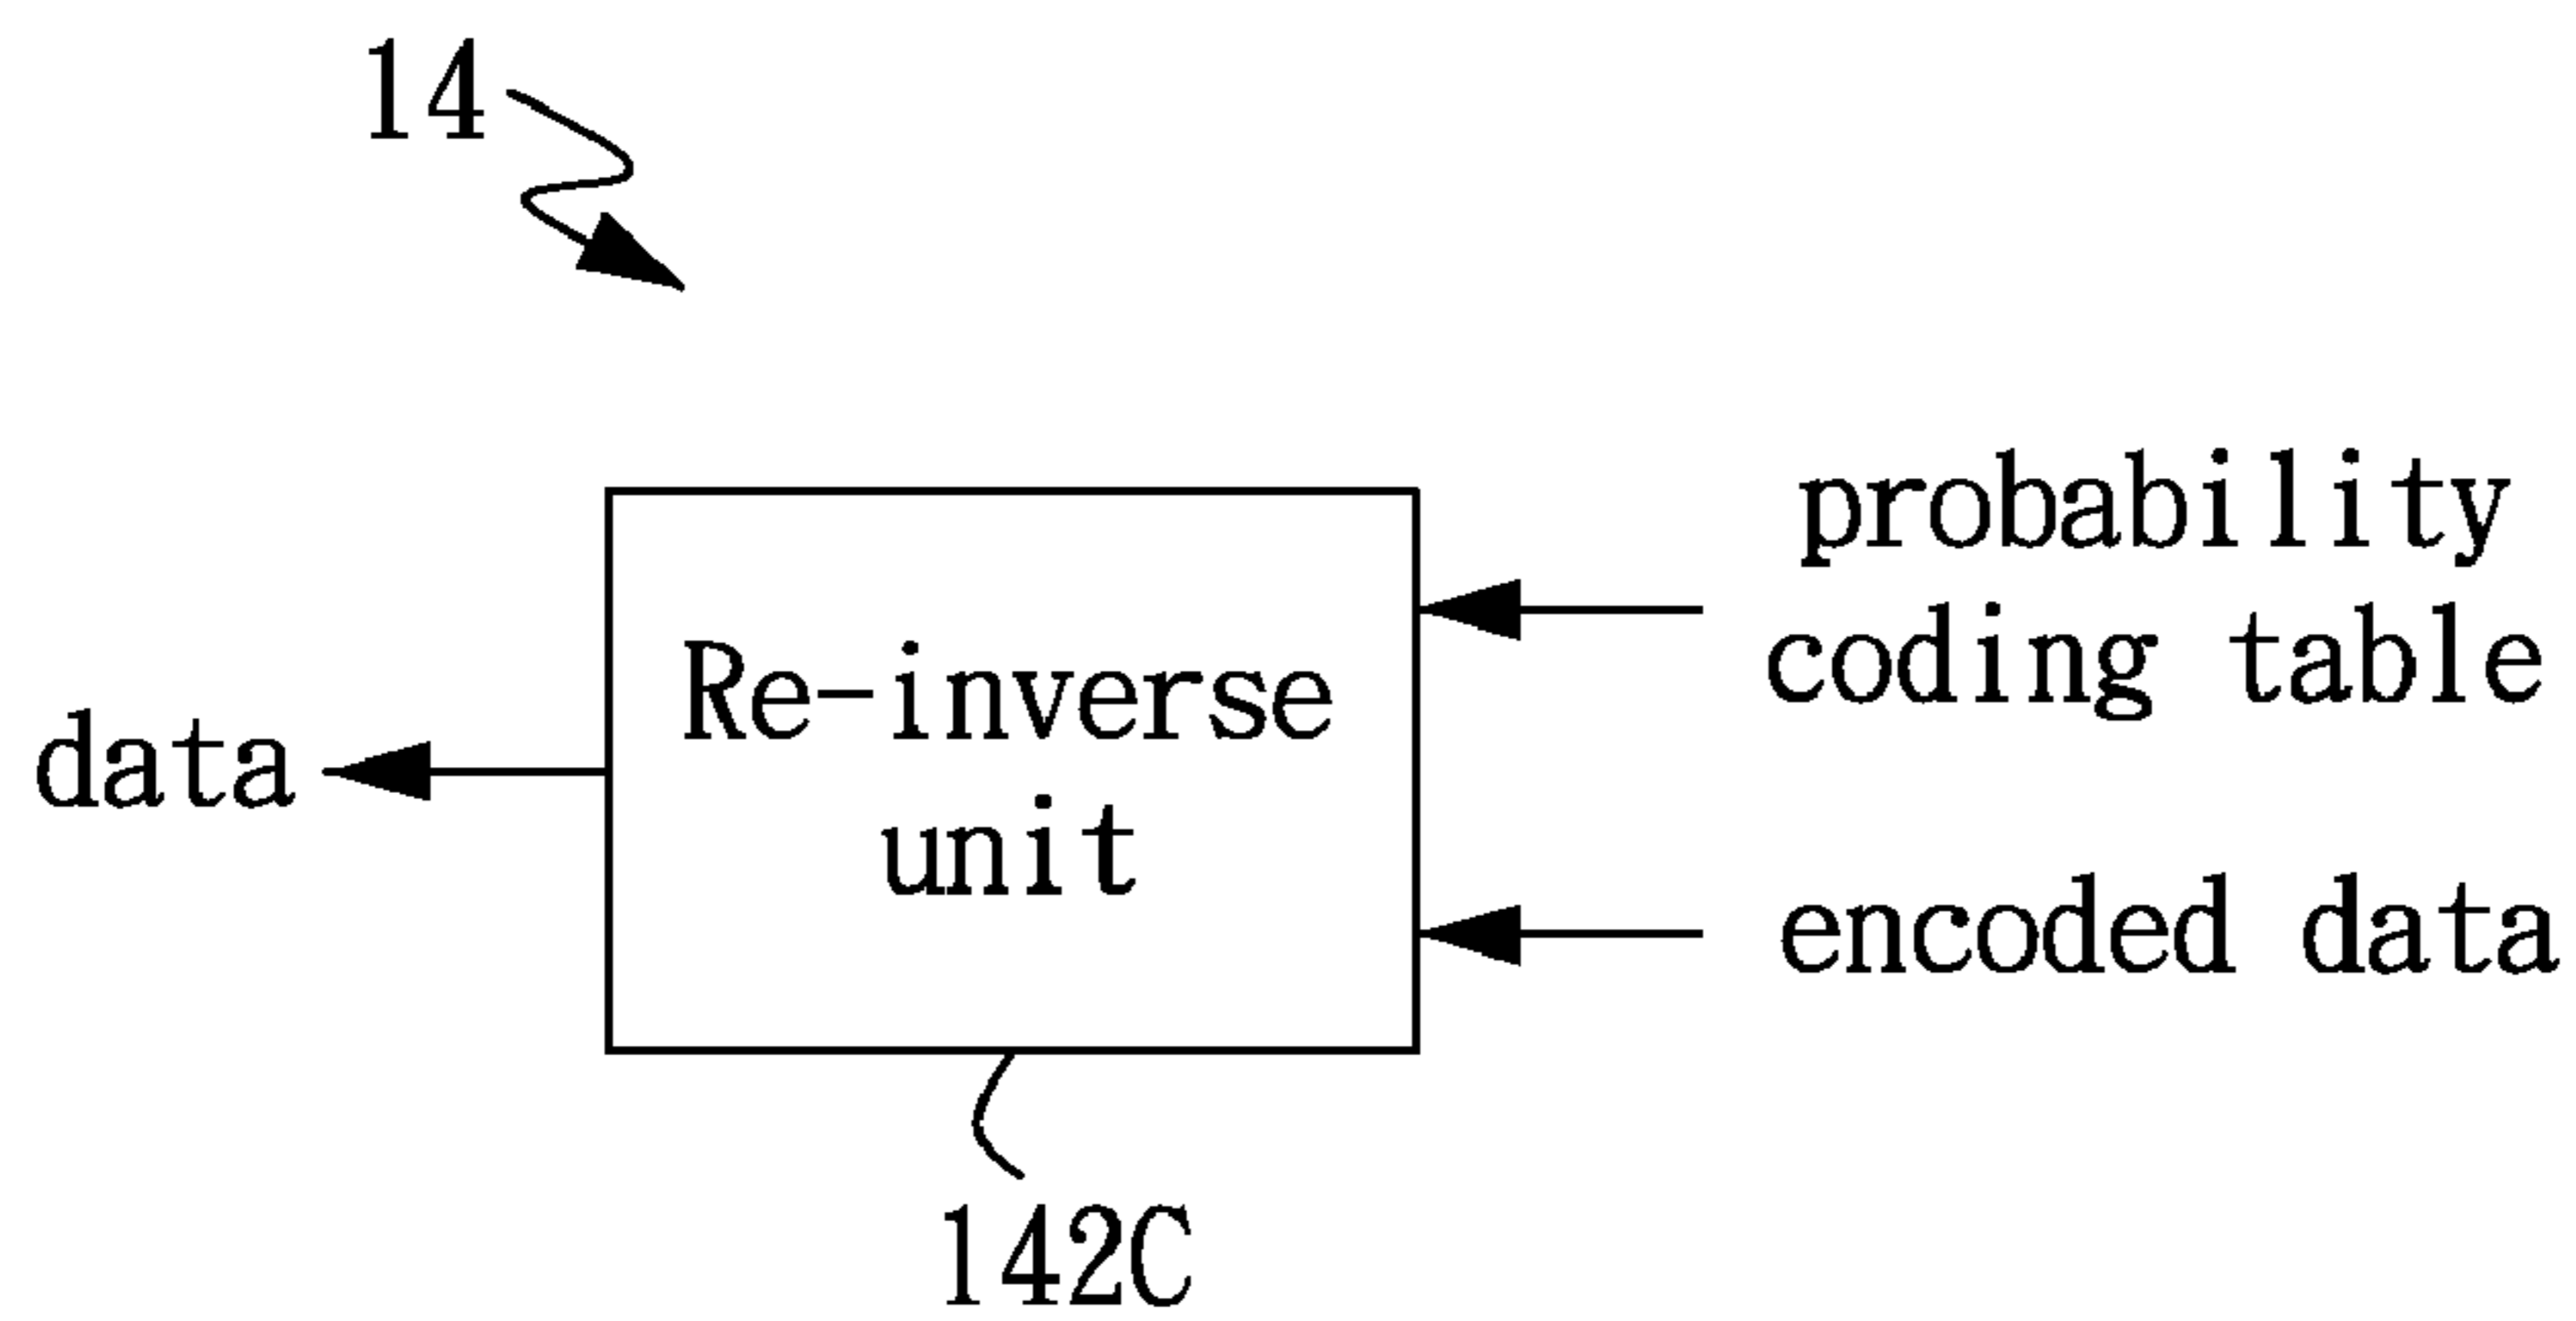 14
probability
coding table
Re-inverse
unit
data
encoded data
142C